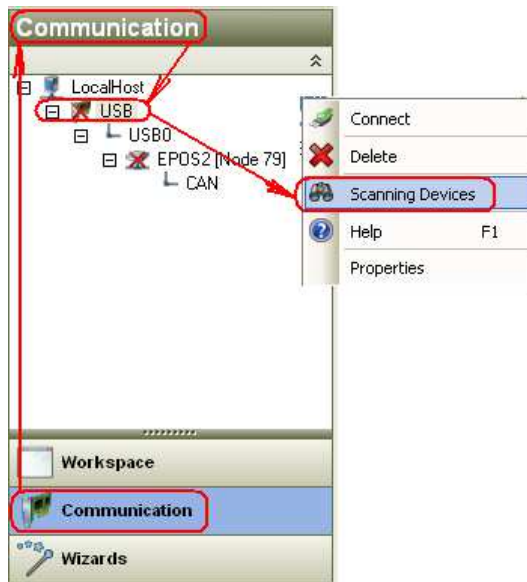 Communication
LocalHost
USB
USB0
EPOS2 [Node 79]
CAN
Connect
Delete
Scanning Devices
Help F1
Properties
Workspace
Communication
Wizards